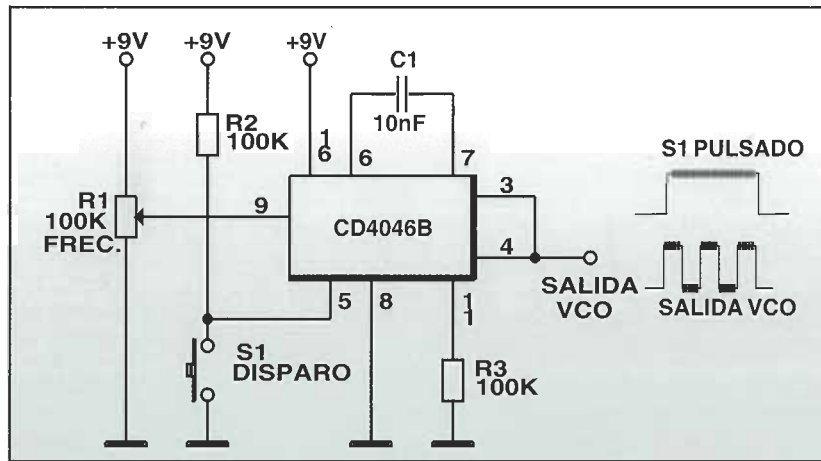 +9V
+9V
+9V
C1
10nF
R2
100K
1
6
6
7
S1 PULSADO
R1
100K
FREC.
9
CD4046B
3
4
SALIDA
VCO
SALIDA VCO
5
8
1
1
S1
DISPARO
R3
100K